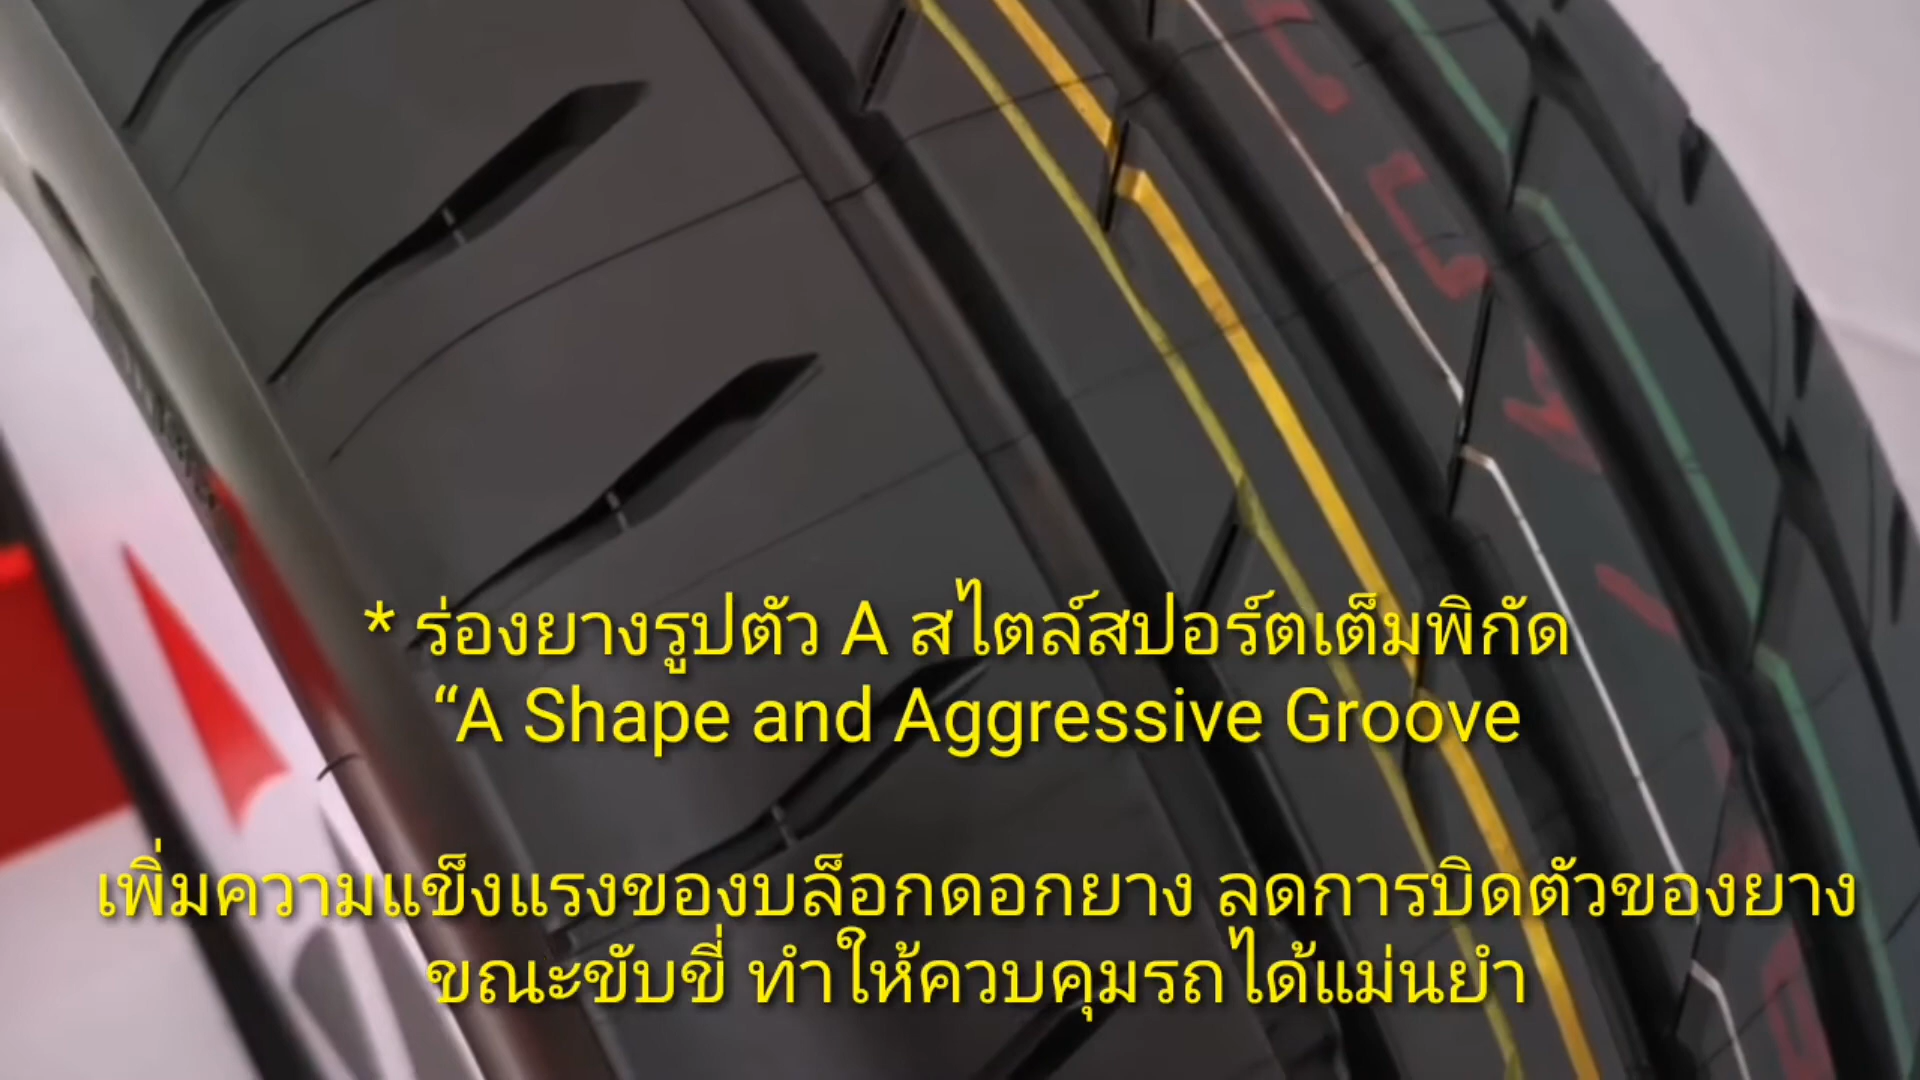 * ร่องยางรูปตัว A สไตล์สปอร์ตเต็มพิกัด
“A Shape and Aggressive Groove
เพิ่มความแข็งแรงของบล็อกดอกยาง ลดการบิดตัวของยาง
ขณะขับขี่ ทำให้ควบคุมรถได้แม่นยำ